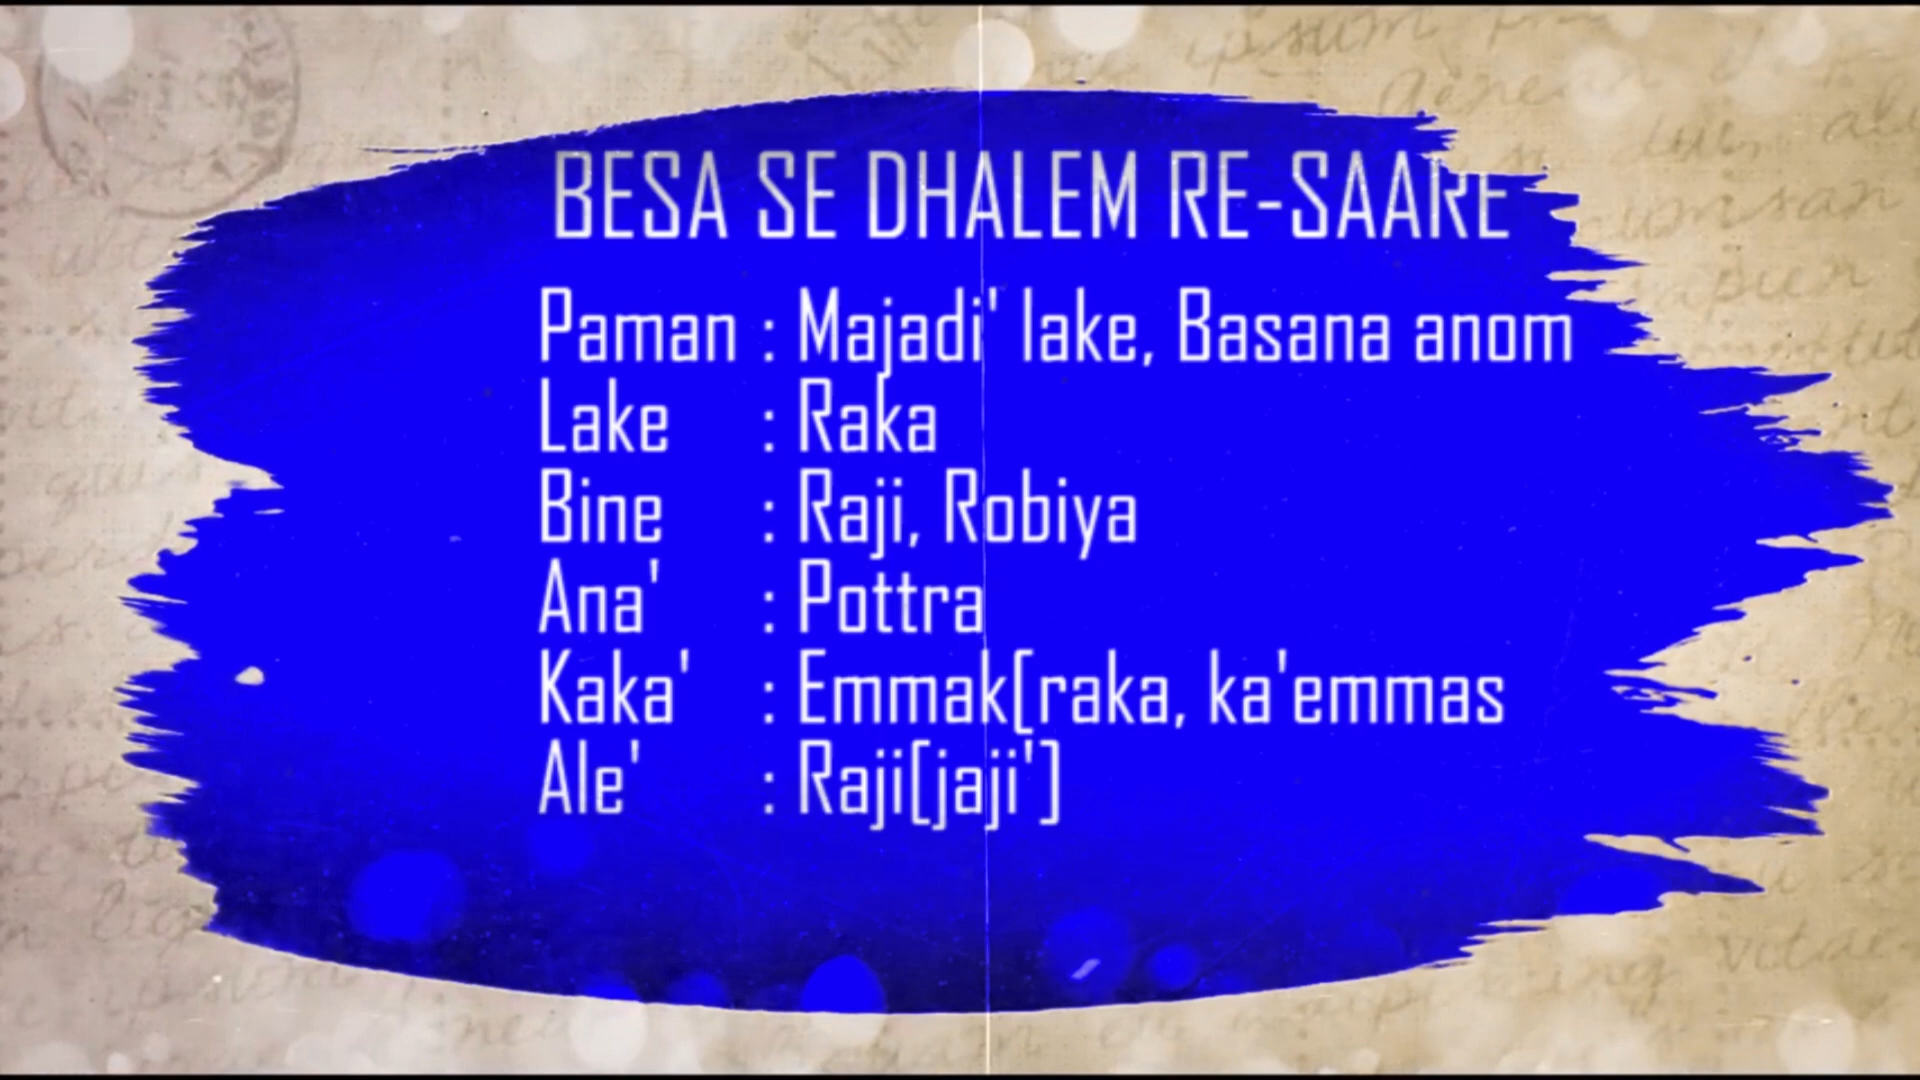 BESA SE DHALEM RE-SAARE
Paman : Majadi' lake, Basana anom
Lake : Raka
Bine : Raji, Robiya
Ana' : Pottra
Kaka' : Emmak(raka, ka'emmas
Ale' : Raji(jaji')